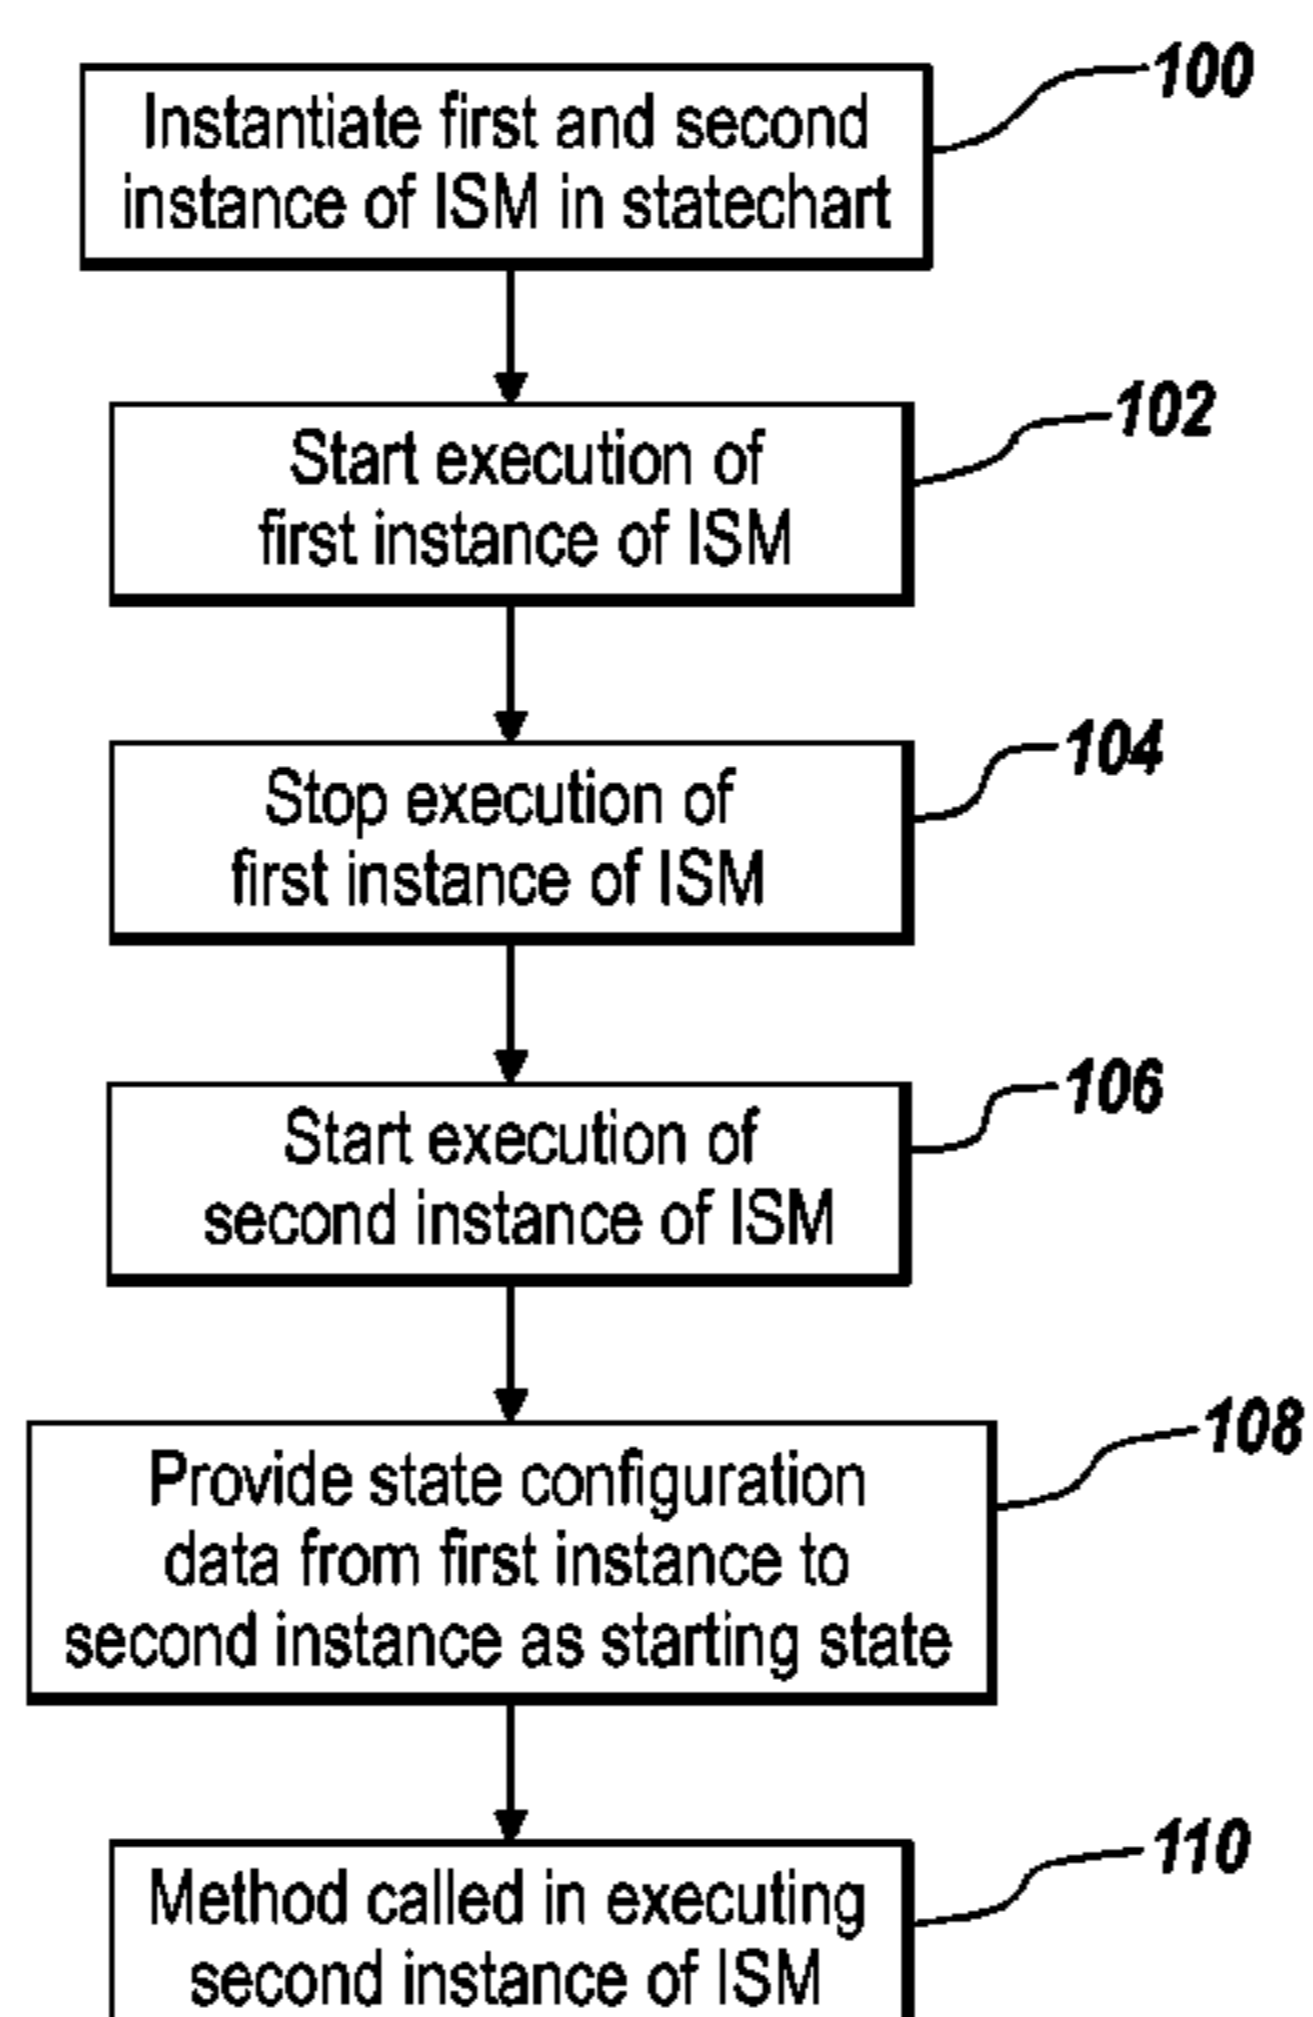 100
Instantiate first and second
instance of ISM in statechart
102
Start execution of
first instance of ISM
104
Stop execution of
first instance of ISM
106
Start execution of
second instance of ISM
108
Provide state configuration
data from first instance to
second instance as starting state
110
Method called in executing
second instance of ISM